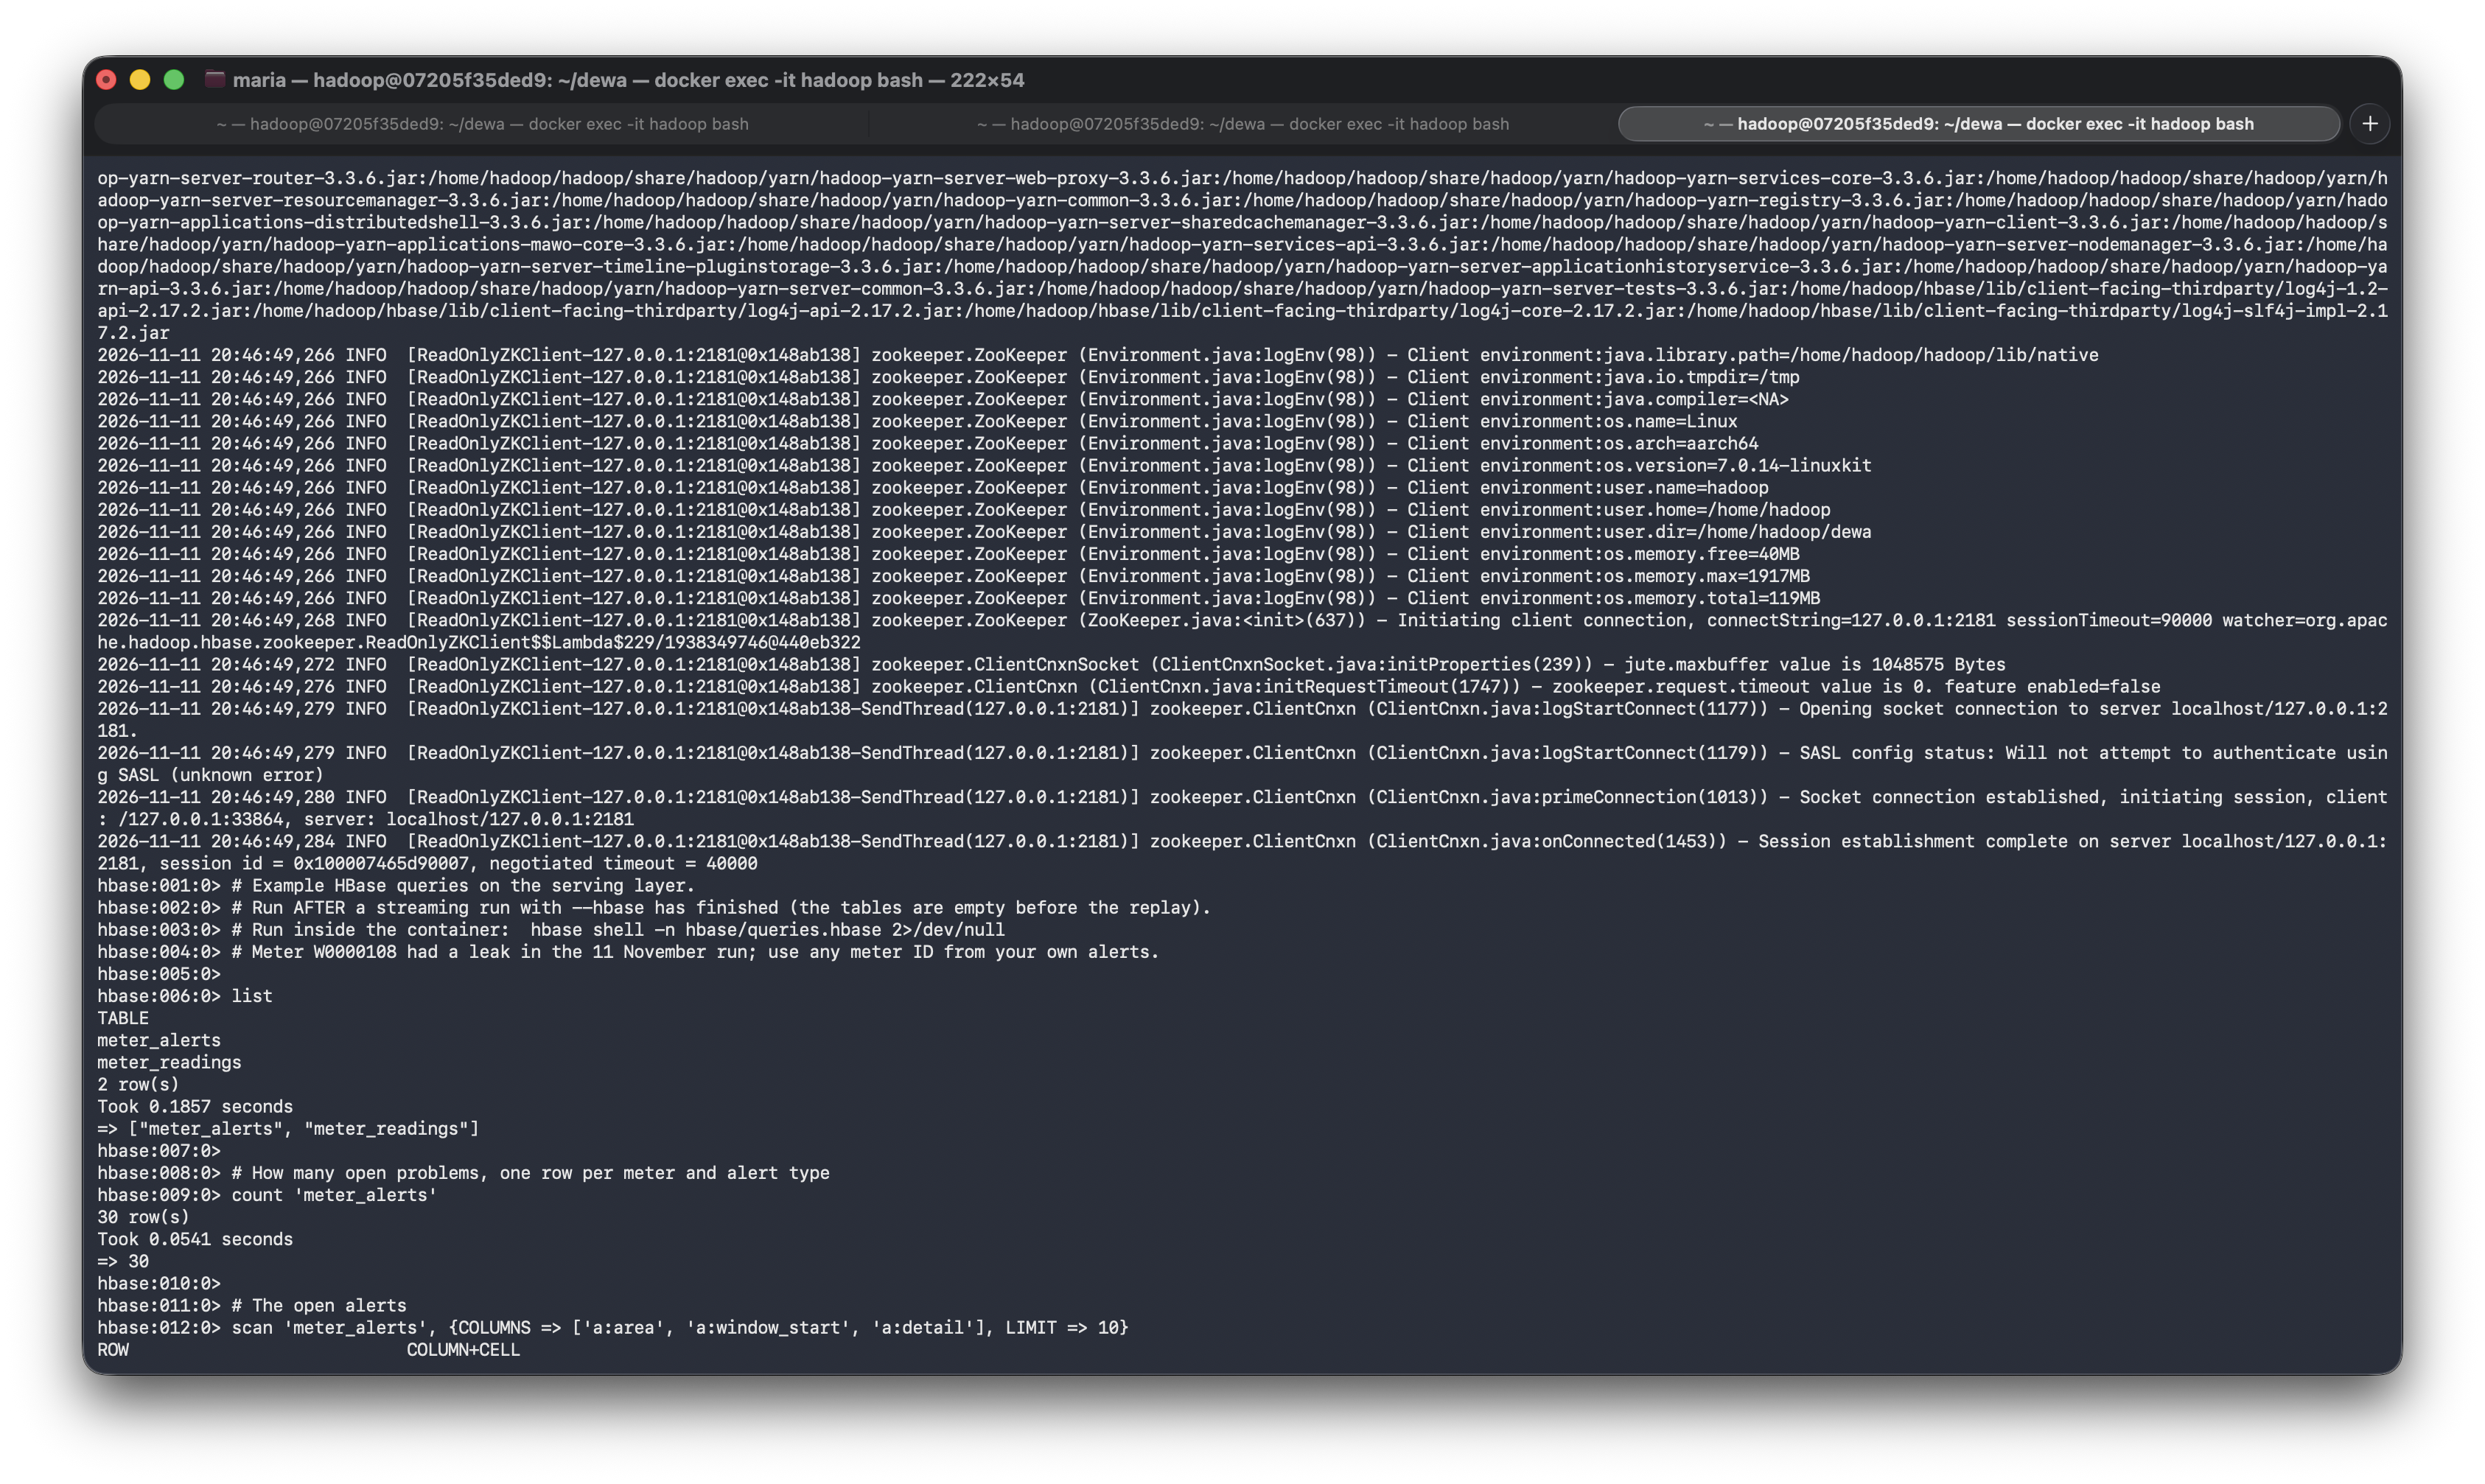 maria — hadoop@07205f35ded9: ~/dewa — docker exec -it hadoop bash — 222×54
~ — hadoop@07205f35ded9: ~/dewa — docker exec -it hadoop bash
~ — hadoop@07205f35ded9: ~/dewa — docker exec -it hadoop bash
~ — hadoop@07205f35ded9: ~/dewa — docker exec -it hadoop bash
+
op-yarn-server-router-3.3.6.jar:/home/hadoop/hadoop/share/hadoop/yarn/hadoop-yarn-server-web-proxy-3.3.6.jar:/home/hadoop/hadoop/share/hadoop/yarn/hadoop-yarn-services-core-3.3.6.jar:/home/hadoop/hadoop/share/hadoop/yarn/h
adoop-yarn-server-resourcemanager-3.3.6.jar:/home/hadoop/hadoop/share/hadoop/yarn/hadoop-yarn-common-3.3.6.jar:/home/hadoop/hadoop/share/hadoop/yarn/hadoop-yarn-registry-3.3.6.jar:/home/hadoop/hadoop/share/hadoop/yarn/hado
op-yarn-applications-distributedshell-3.3.6.jar:/home/hadoop/hadoop/share/hadoop/yarn/hadoop-yarn-server-sharedcachemanager-3.3.6.jar:/home/hadoop/hadoop/share/hadoop/yarn/hadoop-yarn-client-3.3.6.jar:/home/hadoop/hadoop/s
hare/hadoop/yarn/hadoop-yarn-applications-mawo-core-3.3.6.jar:/home/hadoop/hadoop/share/hadoop/yarn/hadoop-yarn-services-api-3.3.6.jar:/home/hadoop/hadoop/share/hadoop/yarn/hadoop-yarn-server-nodemanager-3.3.6.jar:/home/ha
doop/hadoop/share/hadoop/yarn/hadoop-yarn-server-timeline-pluginstorage-3.3.6.jar:/home/hadoop/hadoop/share/hadoop/yarn/hadoop-yarn-server-applicationhistoryservice-3.3.6.jar:/home/hadoop/hadoop/share/hadoop/yarn/hadoop-ya
rn-api-3.3.6.jar:/home/hadoop/hadoop/share/hadoop/yarn/hadoop-yarn-server-common-3.3.6.jar:/home/hadoop/hadoop/share/hadoop/yarn/hadoop-yarn-server-tests-3.3.6.jar:/home/hadoop/hbase/lib/client-facing-thirdparty/log4j-1.2-
api-2.17.2.jar:/home/hadoop/hbase/lib/client-facing-thirdparty/log4j-api-2.17.2.jar:/home/hadoop/hbase/lib/client-facing-thirdparty/log4j-core-2.17.2.jar:/home/hadoop/hbase/lib/client-facing-thirdparty/log4j-slf4j-impl-2.1
7.2.jar
2026-11-11 20:46:49,266 INFO  [ReadOnlyZKClient-127.0.0.1:2181@0x148ab138] zookeeper.ZooKeeper (Environment.java:logEnv(98)) - Client environment:java.library.path=/home/hadoop/hadoop/lib/native
2026-11-11 20:46:49,266 INFO  [ReadOnlyZKClient-127.0.0.1:2181@0x148ab138] zookeeper.ZooKeeper (Environment.java:logEnv(98)) - Client environment:java.io.tmpdir=/tmp
2026-11-11 20:46:49,266 INFO  [ReadOnlyZKClient-127.0.0.1:2181@0x148ab138] zookeeper.ZooKeeper (Environment.java:logEnv(98)) - Client environment:java.compiler=<NA>
2026-11-11 20:46:49,266 INFO  [ReadOnlyZKClient-127.0.0.1:2181@0x148ab138] zookeeper.ZooKeeper (Environment.java:logEnv(98)) - Client environment:os.name=Linux
2026-11-11 20:46:49,266 INFO  [ReadOnlyZKClient-127.0.0.1:2181@0x148ab138] zookeeper.ZooKeeper (Environment.java:logEnv(98)) - Client environment:os.arch=aarch64
2026-11-11 20:46:49,266 INFO  [ReadOnlyZKClient-127.0.0.1:2181@0x148ab138] zookeeper.ZooKeeper (Environment.java:logEnv(98)) - Client environment:os.version=7.0.14-linuxkit
2026-11-11 20:46:49,266 INFO  [ReadOnlyZKClient-127.0.0.1:2181@0x148ab138] zookeeper.ZooKeeper (Environment.java:logEnv(98)) - Client environment:user.name=hadoop
2026-11-11 20:46:49,266 INFO  [ReadOnlyZKClient-127.0.0.1:2181@0x148ab138] zookeeper.ZooKeeper (Environment.java:logEnv(98)) - Client environment:user.home=/home/hadoop
2026-11-11 20:46:49,266 INFO  [ReadOnlyZKClient-127.0.0.1:2181@0x148ab138] zookeeper.ZooKeeper (Environment.java:logEnv(98)) - Client environment:user.dir=/home/hadoop/dewa
2026-11-11 20:46:49,266 INFO  [ReadOnlyZKClient-127.0.0.1:2181@0x148ab138] zookeeper.ZooKeeper (Environment.java:logEnv(98)) - Client environment:os.memory.free=40MB
2026-11-11 20:46:49,266 INFO  [ReadOnlyZKClient-127.0.0.1:2181@0x148ab138] zookeeper.ZooKeeper (Environment.java:logEnv(98)) - Client environment:os.memory.max=1917MB
2026-11-11 20:46:49,266 INFO  [ReadOnlyZKClient-127.0.0.1:2181@0x148ab138] zookeeper.ZooKeeper (Environment.java:logEnv(98)) - Client environment:os.memory.total=119MB
2026-11-11 20:46:49,268 INFO  [ReadOnlyZKClient-127.0.0.1:2181@0x148ab138] zookeeper.ZooKeeper (ZooKeeper.java:<init>(637)) - Initiating client connection, connectString=127.0.0.1:2181 sessionTimeout=90000 watcher=org.apac
he.hadoop.hbase.zookeeper.ReadOnlyZKClient$$Lambda$229/1938349746@440eb322
2026-11-11 20:46:49,272 INFO  [ReadOnlyZKClient-127.0.0.1:2181@0x148ab138] zookeeper.ClientCnxnSocket (ClientCnxnSocket.java:initProperties(239)) - jute.maxbuffer value is 1048575 Bytes
2026-11-11 20:46:49,276 INFO  [ReadOnlyZKClient-127.0.0.1:2181@0x148ab138] zookeeper.ClientCnxn (ClientCnxn.java:initRequestTimeout(1747)) - zookeeper.request.timeout value is 0. feature enabled=false
2026-11-11 20:46:49,279 INFO  [ReadOnlyZKClient-127.0.0.1:2181@0x148ab138-SendThread(127.0.0.1:2181)] zookeeper.ClientCnxn (ClientCnxn.java:logStartConnect(1177)) - Opening socket connection to server localhost/127.0.0.1:2
181.
2026-11-11 20:46:49,279 INFO  [ReadOnlyZKClient-127.0.0.1:2181@0x148ab138-SendThread(127.0.0.1:2181)] zookeeper.ClientCnxn (ClientCnxn.java:logStartConnect(1179)) - SASL config status: Will not attempt to authenticate usin
g SASL (unknown error)
2026-11-11 20:46:49,280 INFO  [ReadOnlyZKClient-127.0.0.1:2181@0x148ab138-SendThread(127.0.0.1:2181)] zookeeper.ClientCnxn (ClientCnxn.java:primeConnection(1013)) - Socket connection established, initiating session, client
: /127.0.0.1:33864, server: localhost/127.0.0.1:2181
2026-11-11 20:46:49,284 INFO  [ReadOnlyZKClient-127.0.0.1:2181@0x148ab138-SendThread(127.0.0.1:2181)] zookeeper.ClientCnxn (ClientCnxn.java:onConnected(1453)) - Session establishment complete on server localhost/127.0.0.1:
2181, session id = 0x100007465d90007, negotiated timeout = 40000
hbase:001:0> # Example HBase queries on the serving layer.
hbase:002:0> # Run AFTER a streaming run with --hbase has finished (the tables are empty before the replay).
hbase:003:0> # Run inside the container:  hbase shell -n hbase/queries.hbase 2>/dev/null
hbase:004:0> # Meter W0000108 had a leak in the 11 November run; use any meter ID from your own alerts.
hbase:005:0>
hbase:006:0> list
TABLE
meter_alerts
meter_readings
2 row(s)
Took 0.1857 seconds
=> ["meter_alerts", "meter_readings"]
hbase:007:0>
hbase:008:0> # How many open problems, one row per meter and alert type
hbase:009:0> count 'meter_alerts'
30 row(s)
Took 0.0541 seconds
=> 30
hbase:010:0>
hbase:011:0> # The open alerts
hbase:012:0> scan 'meter_alerts', {COLUMNS => ['a:area', 'a:window_start', 'a:detail'], LIMIT => 10}
ROW                           COLUMN+CELL